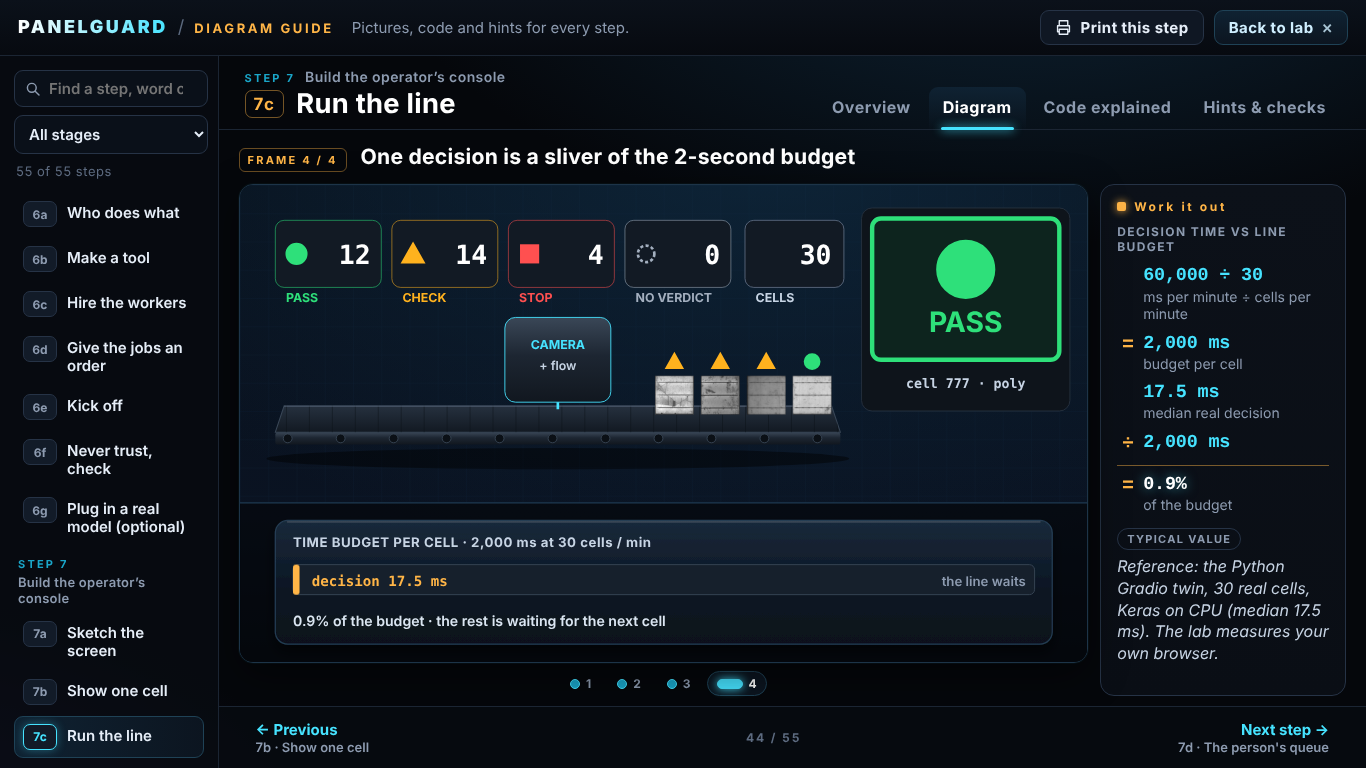 PANELGUARD / DIAGRAM GUIDE Pictures, code and hints for every step.
Print this step
Back to lab ×
Find a step, word c
All stages
55 of 55 steps
6a Who does what
6b Make a tool
6c Hire the workers
6d Give the jobs an
order
6e Kick off
6f Never trust,
check
6g Plug in a real
model (optional)
STEP 7
Build the operator’s
console
7a Sketch the
screen
7b Show one cell
7c Run the line
STEP 7 Build the operator’s console
7c Run the line
Overview
Diagram
Code explained
Hints & checks
FRAME 4 / 4 One decision is a sliver of the 2-second budget
12
PASS
14
CHECK
4
STOP
0
NO VERDICT
30
CELLS
CAMERA
+ flow
PASS
cell 777 · poly
TIME BUDGET PER CELL · 2,000 ms at 30 cells / min
decision 17.5 ms
the line waits
0.9% of the budget · the rest is waiting for the next cell
1
2
3
4
Work it out
DECISION TIME VS LINE
BUDGET
60,000 ÷ 30
ms per minute ÷ cells per
minute
= 2,000 ms
budget per cell
17.5 ms
median real decision
÷ 2,000 ms
= 0.9%
of the budget
TYPICAL VALUE
Reference: the Python
Gradio twin, 30 real cells,
Keras on CPU (median 17.5
ms). The lab measures your
own browser.
← Previous
7b · Show one cell
44 / 55
Next step →
7d · The person's queue